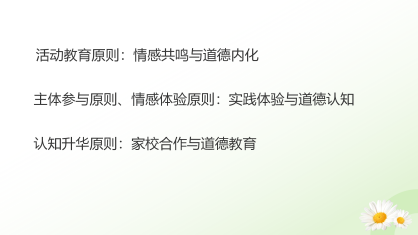 活动教育原则：情感共鸣与道德内化
主体参与原则、情感体验原则：实践体验与道德认知
认知升华原则：家校合作与道德教育